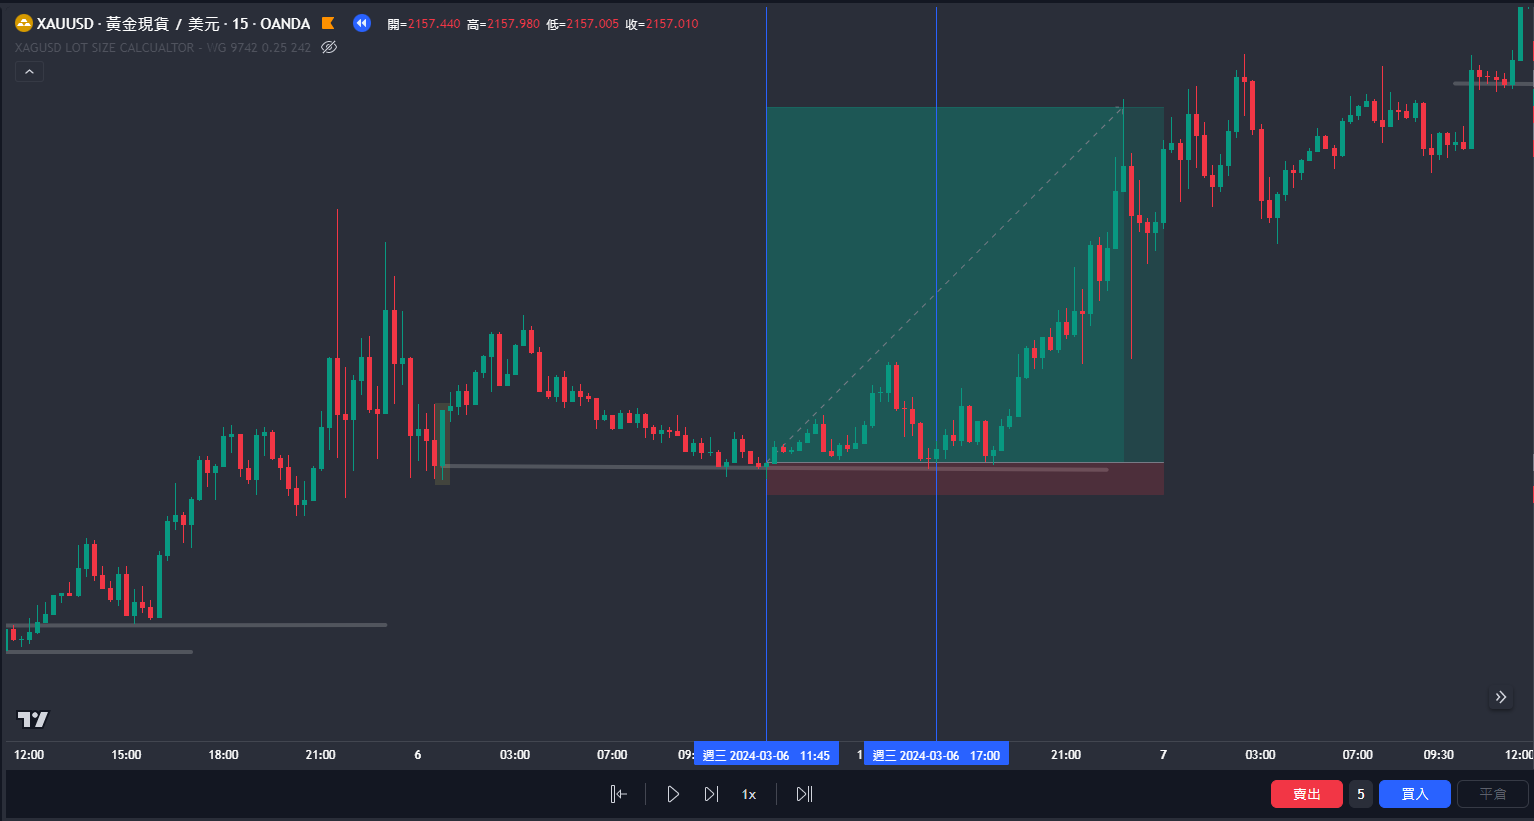 XAUUSD · 黃金現貨 / 美元 · 15 · OANDA 開=2157.440 高=2157.980 低=2157.005 收=2157.010
XAGUSD LOT SIZE CALCUALTOR - WG 9742 0.25 242
12:00 15:00 18:00 21:00 6 03:00 07:00 09: 週三 2024-03-06 11:45 1 週三 2024-03-06 17:00 21:00 7 03:00 07:00 09:30 12:00
1x 賣出 5 買入 平倉